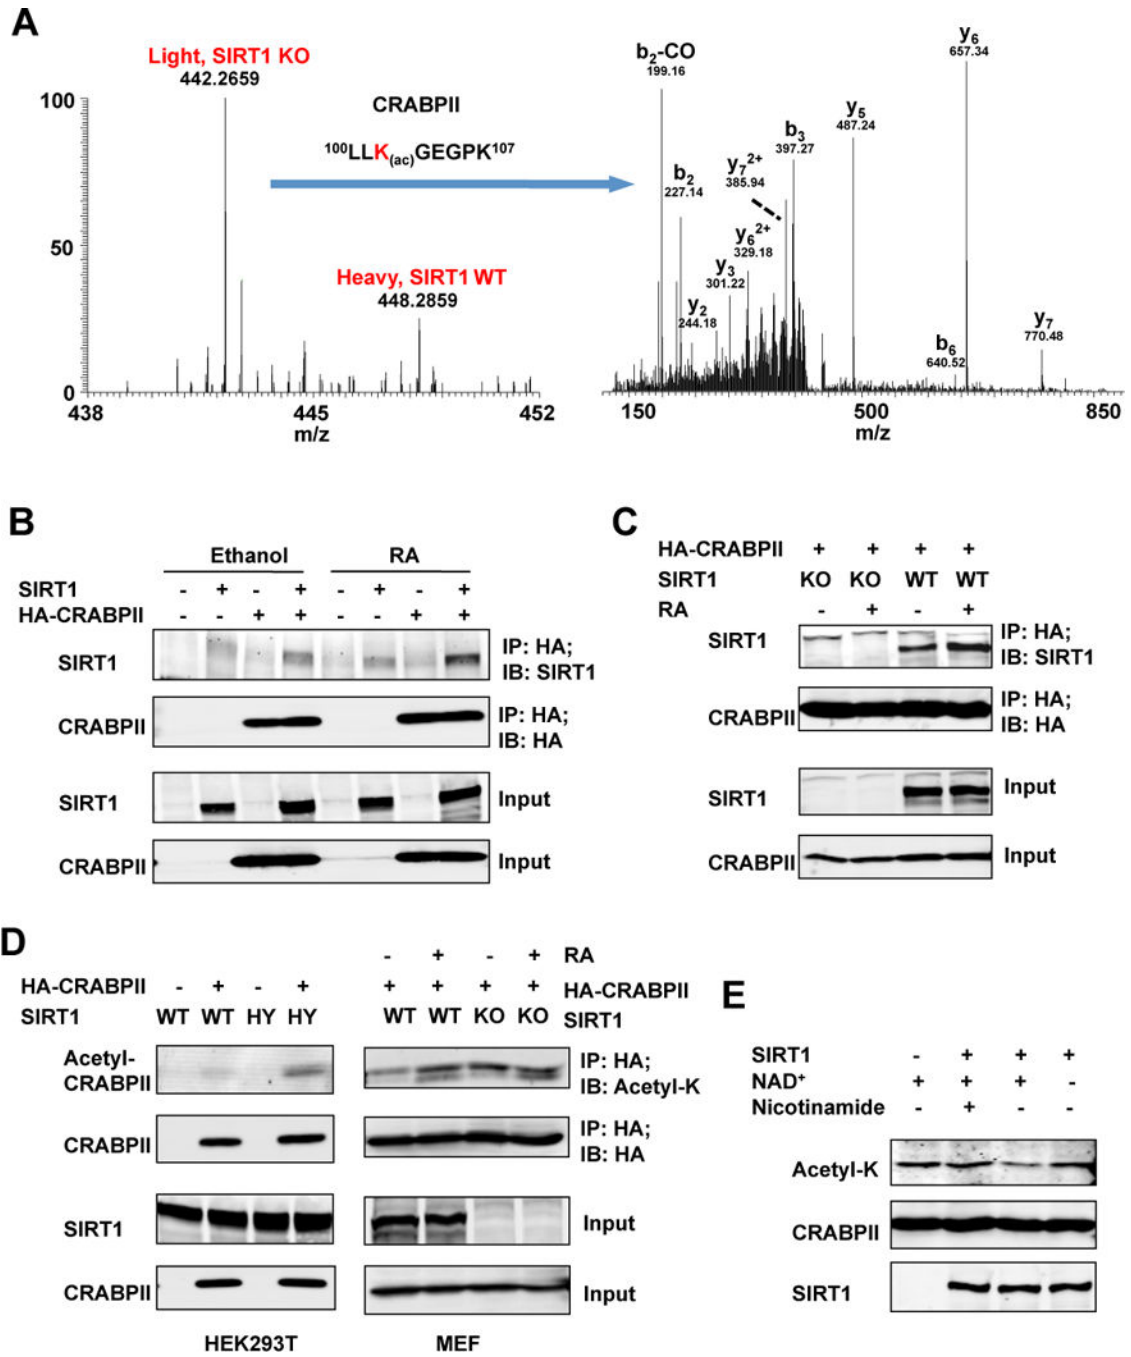 A
Light, SIRT1 KO
442.2659
CRABPII
¹⁰⁰LLK(ac)GEGPK¹⁰⁷
Heavy, SIRT1 WT
448.2859
100
50
0
438 445 452
m/z
b₂-CO
199.16
b₂
227.14
y₂
244.18
y₃
301.22
y₆²⁺
329.18
y₇²⁺
385.94
b₃
397.27
y₅
487.24
b₆
640.52
y₆
657.34
y₇
770.48
150 500 850
m/z
B
Ethanol RA
SIRT1 - + - + - + - +
HA-CRABPII - - + + - - + +
SIRT1 IP: HA;
IB: SIRT1
CRABPII IP: HA;
IB: HA
SIRT1 Input
CRABPII Input
C
HA-CRABPII + + + +
SIRT1 KO KO WT WT
RA - + - +
SIRT1 IP: HA;
IB: SIRT1
CRABPII IP: HA;
IB: HA
SIRT1 Input
CRABPII Input
D
- + - + RA
HA-CRABPII - + - + + + + + HA-CRABPII
SIRT1 WT WT HY HY WT WT KO KO SIRT1
Acetyl-
CRABPII IP: HA;
IB: Acetyl-K
CRABPII IP: HA;
IB: HA
SIRT1 Input
CRABPII Input
HEK293T MEF
E
SIRT1 - + + +
NAD⁺ + + + -
Nicotinamide - + - -
Acetyl-K
CRABPII
SIRT1